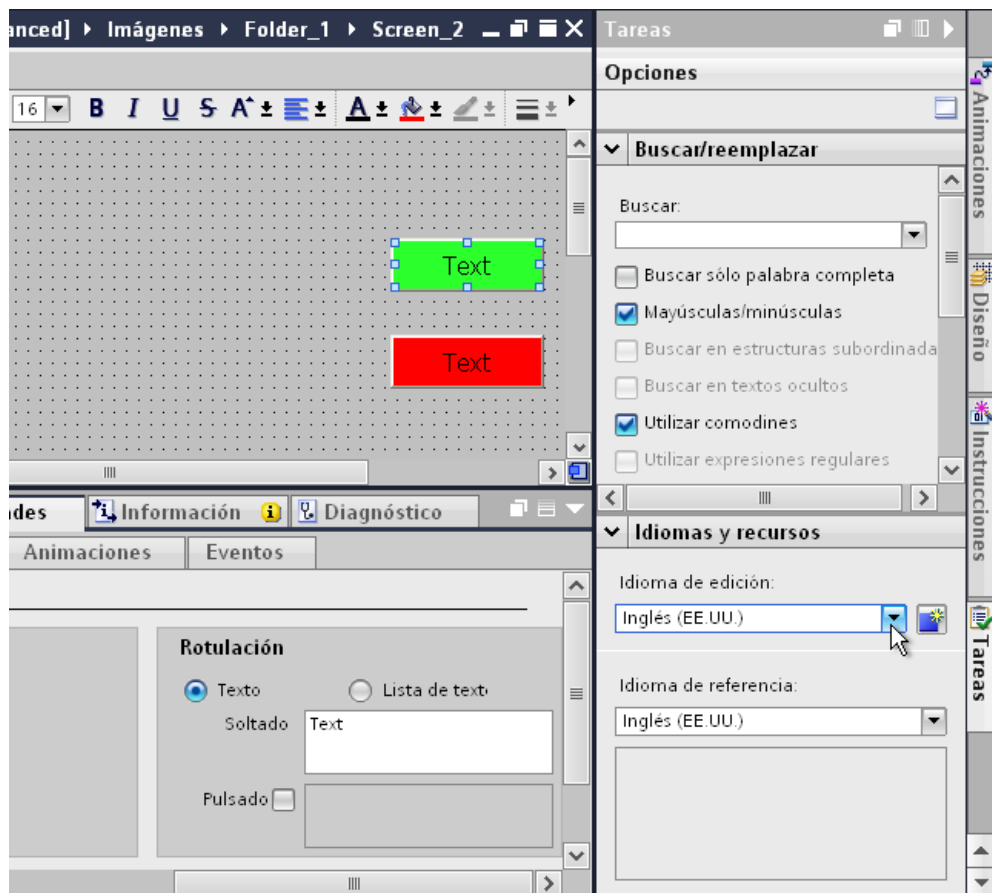 anced] Imágenes Folder_1 Screen_2
16 B I U S A A
Text
Text
des Información Diagnóstico
Animaciones Eventos
Rotulación
Texto Lista de texto
Soltado Text
Pulsado
Tareas
Opciones
Buscar/reemplazar
Buscar:
Buscar sólo palabra completa
Mayúsculas/minúsculas
Buscar en estructuras subordinada
Buscar en textos ocultos
Utilizar comodines
Utilizar expresiones regulares
Idiomas y recursos
Idioma de edición:
Inglés (EE.UU.)
Idioma de referencia:
Inglés (EE.UU.)
Animaciones
Diseño
Instrucciones
Tareas